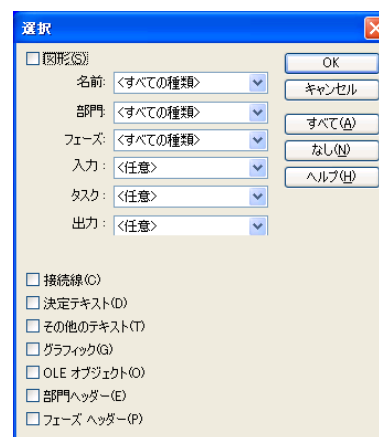 選択
図形(S)
OK
名前: <すべての種類>
キャンセル
部門: <すべての種類>
すべて(A)
フェーズ: <すべての種類>
なし(N)
入力: <任意>
ヘルプ(H)
タスク: <任意>
出力: <任意>
接続線(C)
決定テキスト(D)
その他のテキスト(T)
グラフィック(G)
OLE オブジェクト(O)
部門ヘッダー(E)
フェーズ ヘッダー(P)